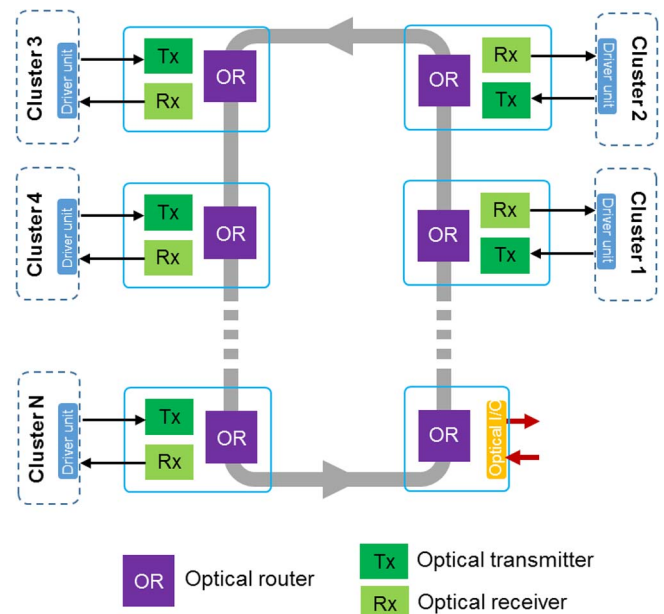 Cluster 3
Driver unit
Tx
Rx
OR
OR
Rx
Tx
Driver unit
Cluster 2
Cluster 4
Driver unit
Tx
Rx
OR
OR
Rx
Tx
Driver unit
Cluster 1
Cluster N
Driver unit
Tx
Rx
OR
OR
Optical I/O
OR Optical router
Tx Optical transmitter
Rx Optical receiver